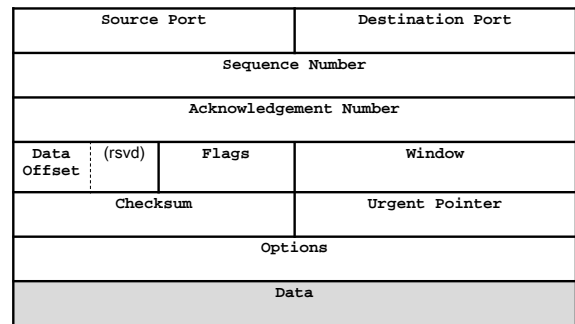 Source Port Destination Port
Sequence Number
Acknowledgement Number
Data Offset (rsvd) Flags Window
Checksum Urgent Pointer
Options
Data